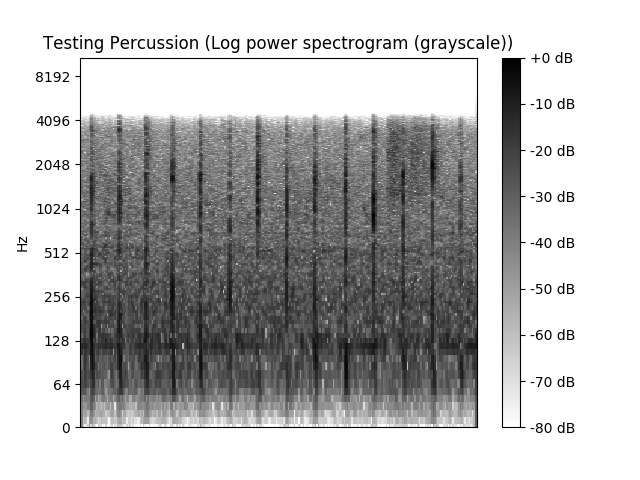 Testing Percussion (Log power spectrogram (grayscale))
8192
4096
2048
1024
512
256
128
64
0
Hz
+0 dB
-10 dB
-20 dB
-30 dB
-40 dB
-50 dB
-60 dB
-70 dB
-80 dB